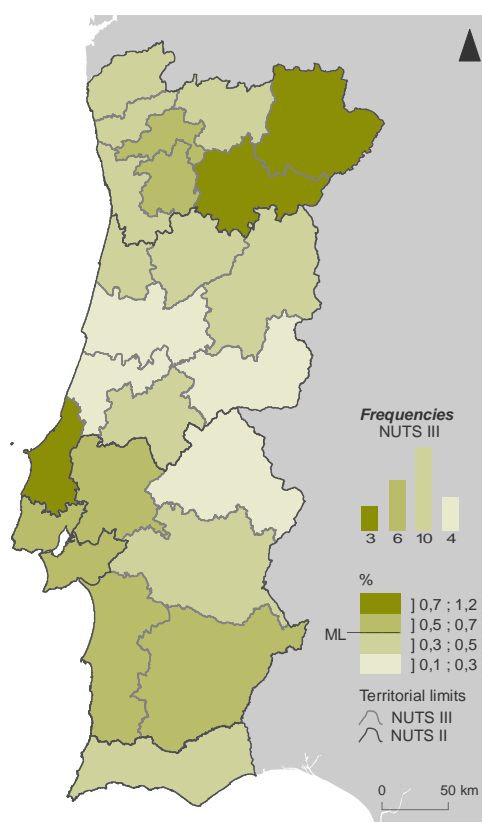 Frequencies
NUTS III
3 6 10 4
%
] 0,7 ; 1,2
] 0,5 ; 0,7
ML
] 0,3 ; 0,5
] 0,1 ; 0,3
Territorial limits
NUTS III
NUTS II
0 50 km